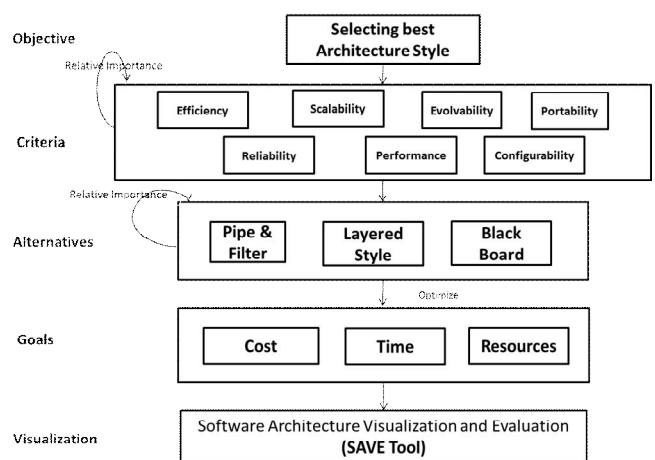 Objective
Selecting best
Architecture Style
Relative Importance
Criteria
Efficiency
Scalability
Evolvability
Portability
Reliability
Performance
Configurability
Relative Importance
Alternatives
Pipe &
Filter
Layered
Style
Black
Board
Optimize
Goals
Cost
Time
Resources
Visualization
Software Architecture Visualization and Evaluation
(SAVE Tool)